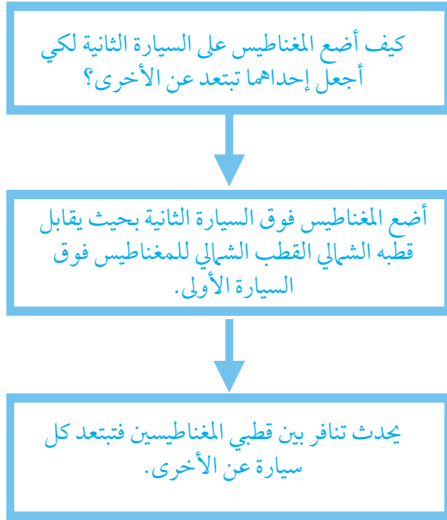 كيف أضع المغناطيس على السيارة الثانية لكي
أجعل إحداهما تبتعد عن الأخرى؟
أضع المغناطيس فوق السيارة الثانية بحيث يقابل
قطبه الشمالي القطب الشمالي للمغناطيس فوق
السيارة الأولى.
يحدث تنافر بين قطبي المغناطيسين فتبتعد كل
سيارة عن الأخرى.